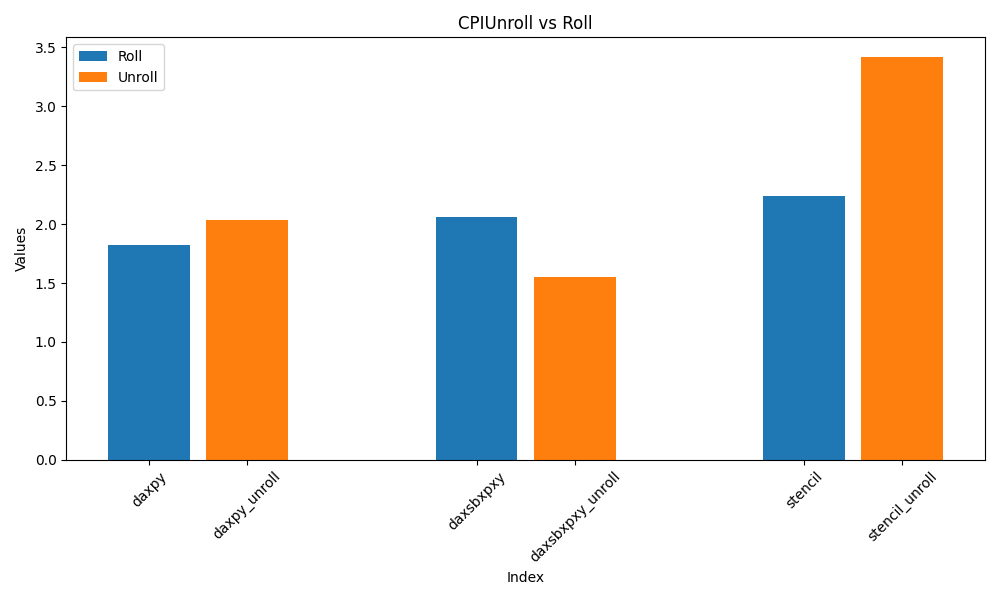 CPIUnroll vs Roll
Roll
Unroll
Values
3.5
3.0
2.5
2.0
1.5
1.0
0.5
0.0
daxpy
daxpy_unroll
daxsbxpxy
daxsbxpxy_unroll
stencil
stencil_unroll
Index